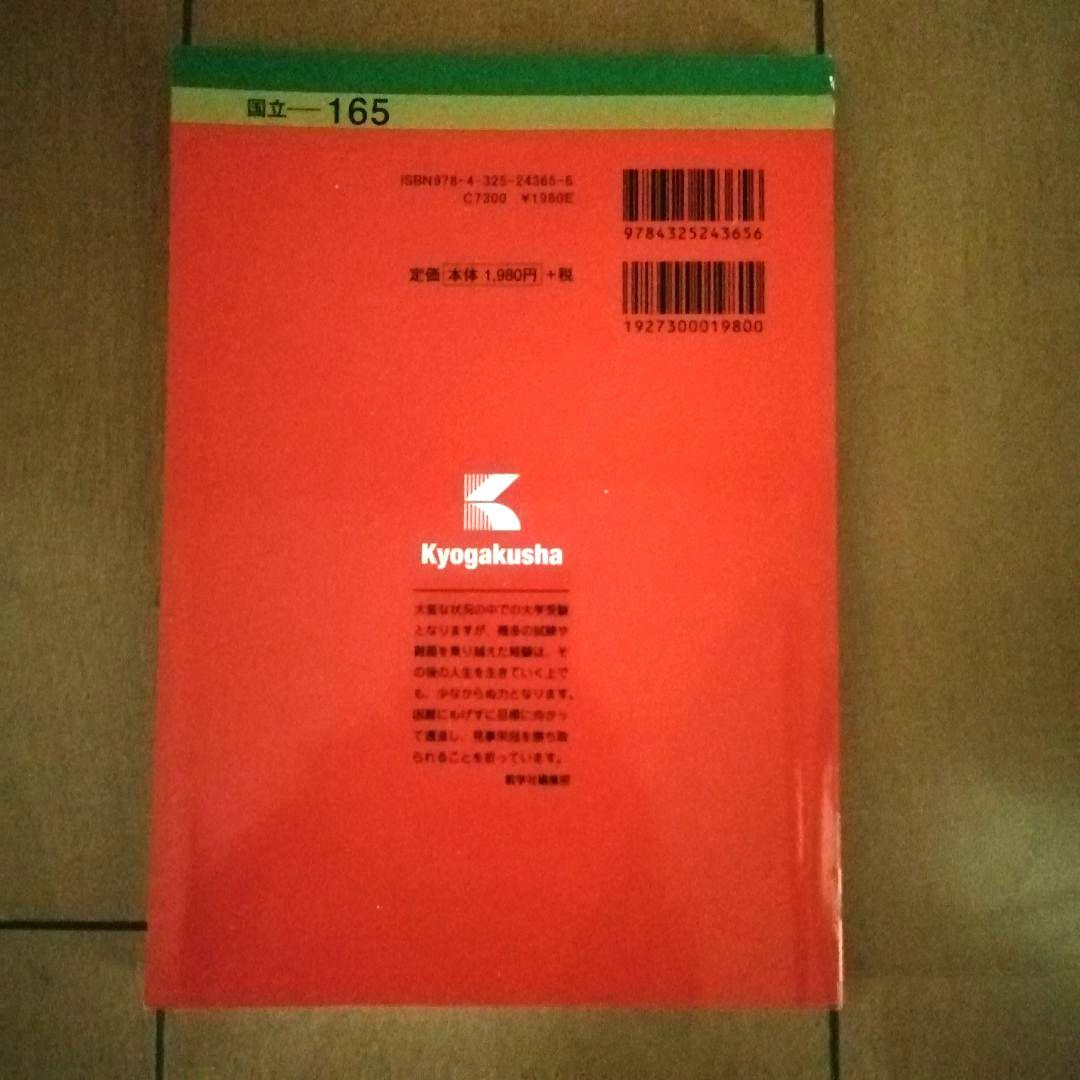 国立―165
ISBN978-4-325-24365-6
C7300 ¥1980E
9784325243656
定価 本体 1,980円 +税
1927300019800
Kyogakusha
大変な状況の中での大学受験
となりますが、幾多の試練や
難題を乗り越えた経験は、そ
の後の人生を生きていく上で
も、少なからぬ力となります。
困難にもげずに目標に向かっ
て邁進し、見事栄冠を勝ち取
られることを祈っています。
教学社編集部